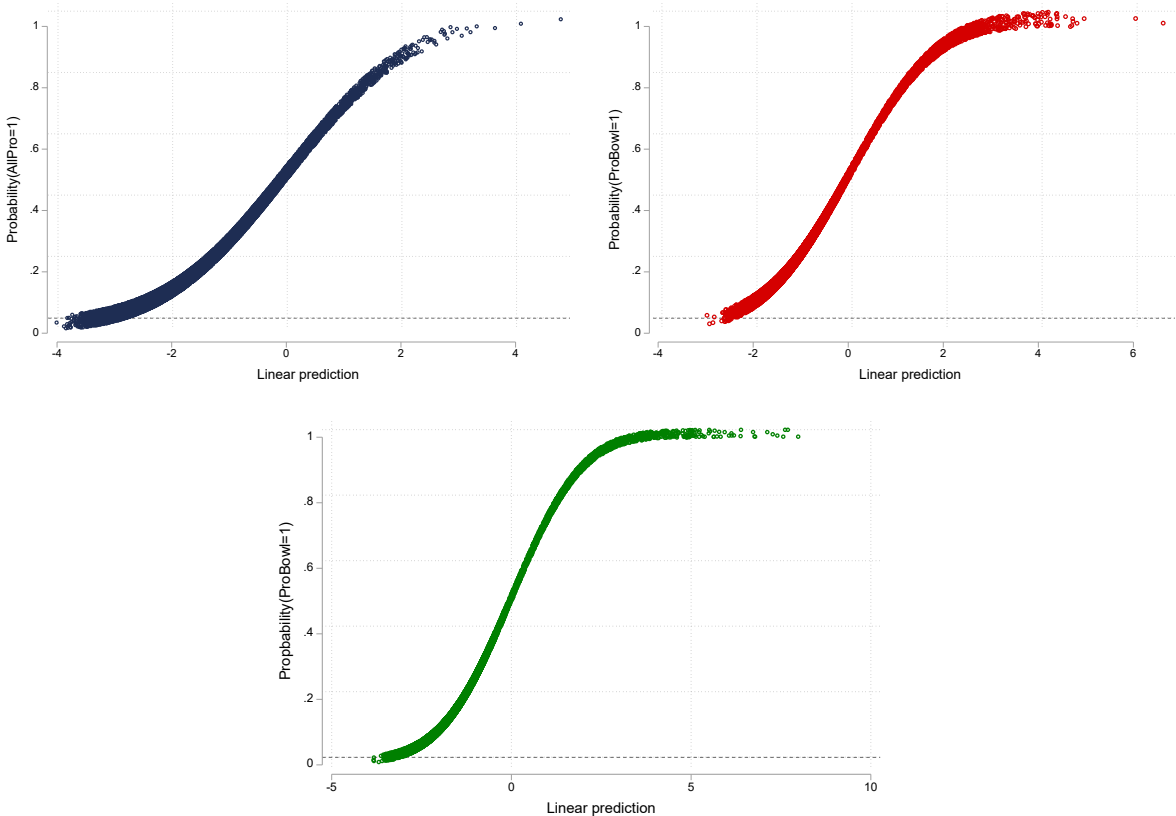 Probability(AllPro=1)
1
.8
.6
.4
.2
0
-4 -2 0 2 4
Linear prediction
Probability(ProBowl=1)
1
.8
.6
.4
.2
0
-4 -2 0 2 4 6
Linear prediction
Propbability(ProBowl=1)
1
.8
.6
.4
.2
0
-5 0 5 10
Linear prediction